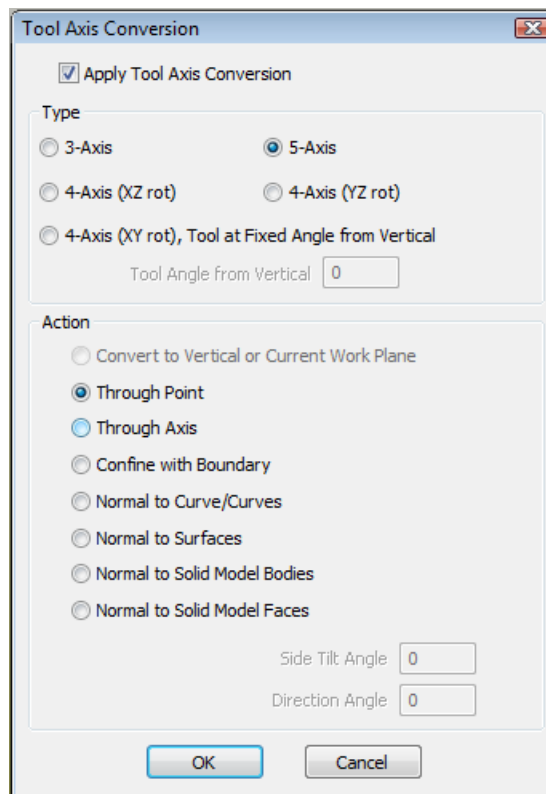 Tool Axis Conversion
Apply Tool Axis Conversion
Type
3-Axis
5-Axis
4-Axis (XZ rot)
4-Axis (YZ rot)
4-Axis (XY rot), Tool at Fixed Angle from Vertical
Tool Angle from Vertical 0
Action
Convert to Vertical or Current Work Plane
Through Point
Through Axis
Confine with Boundary
Normal to Curve/Curves
Normal to Surfaces
Normal to Solid Model Bodies
Normal to Solid Model Faces
Side Tilt Angle 0
Direction Angle 0
OK
Cancel